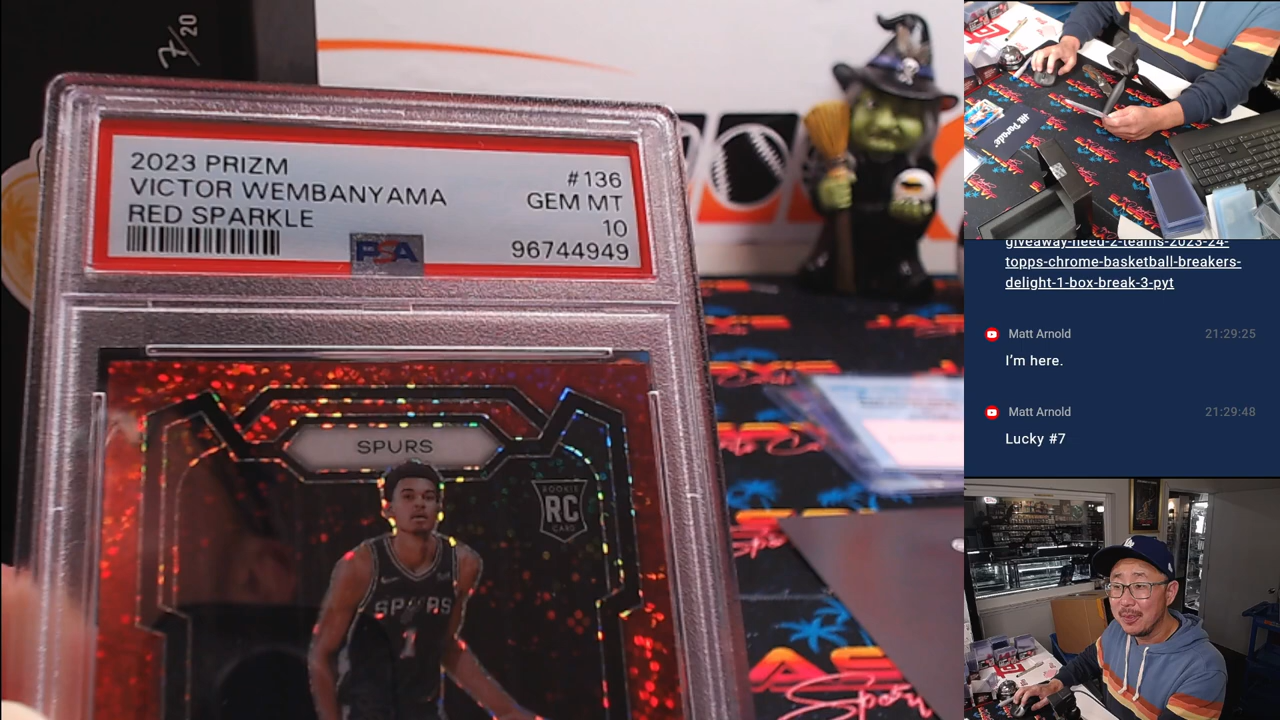 7/20
2023 PRIZM
#136
VICTOR WEMBANYAMA
GEM MT
RED SPARKLE
10
PSA
96744949
SPURS
ROOKIE
RC
CARD
SPURS
1
giveaway-need-2-teams-2023-24-
topps-chrome-basketball-breakers-
delight-1-box-break-3-pyt
Matt Arnold
21:29:25
I'm here.
Matt Arnold
21:29:48
Lucky #7